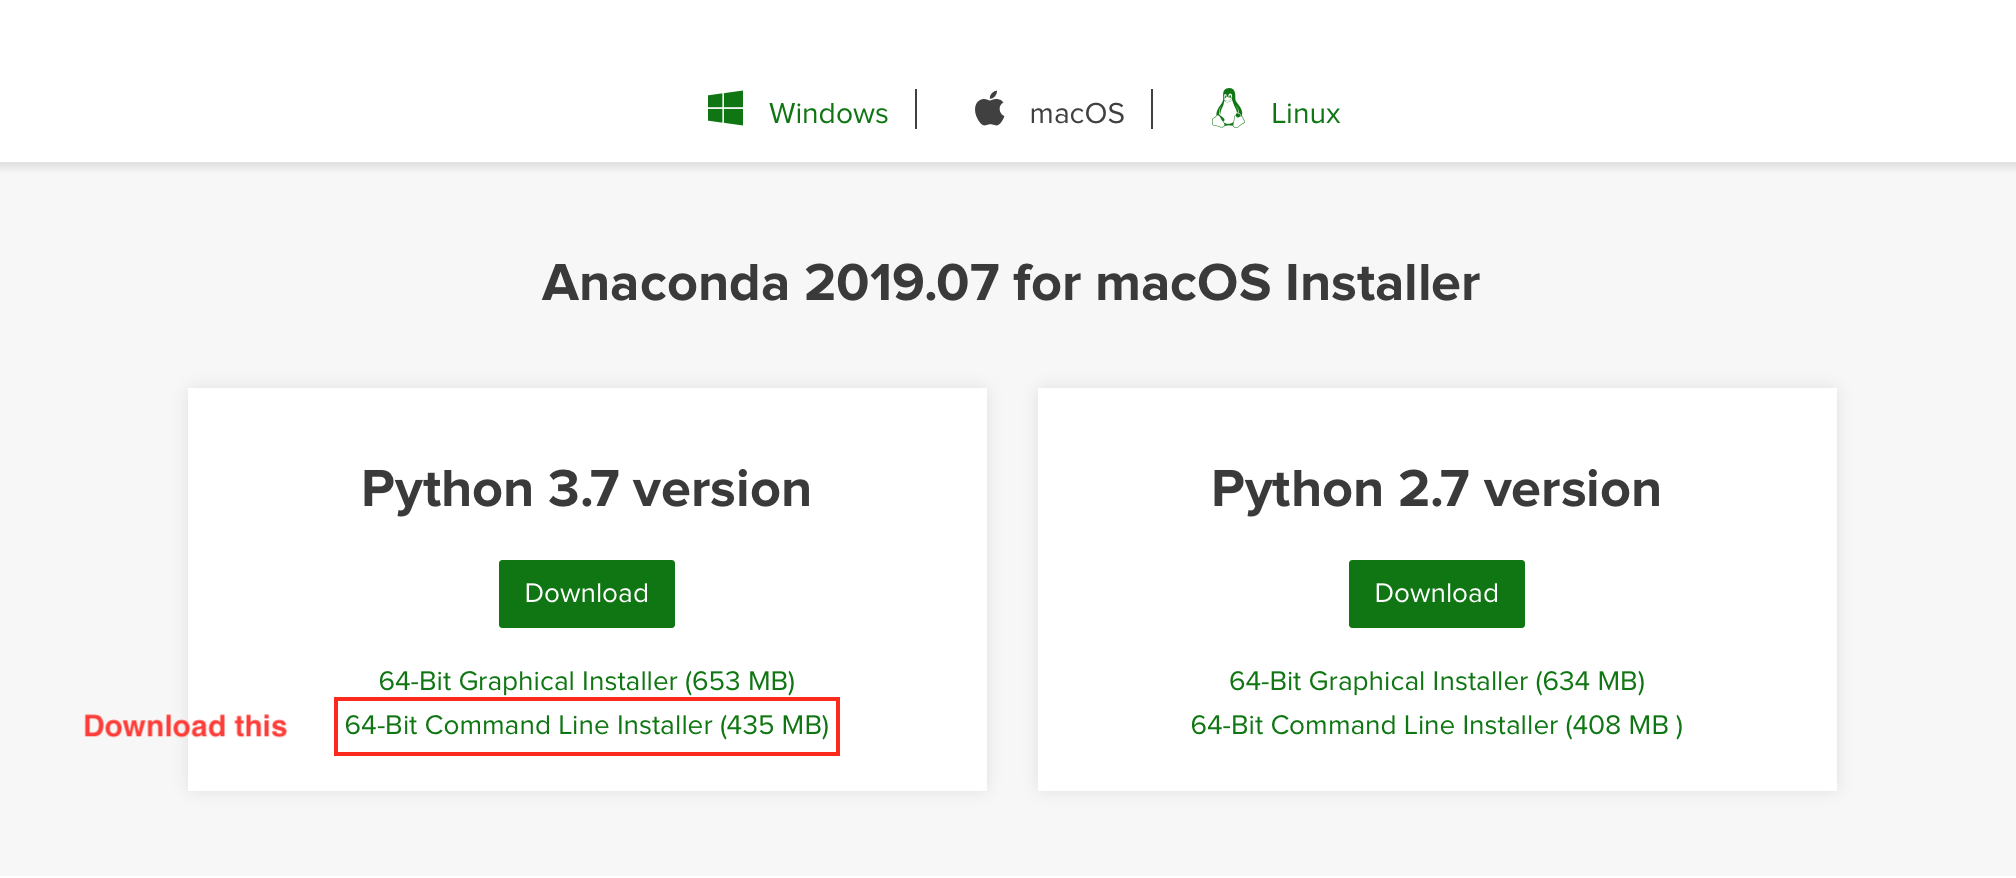 Windows | macOS | Linux
Anaconda 2019.07 for macOS Installer
Python 3.7 version
Download
64-Bit Graphical Installer (653 MB)
Download this
64-Bit Command Line Installer (435 MB)
Python 2.7 version
Download
64-Bit Graphical Installer (634 MB)
64-Bit Command Line Installer (408 MB )